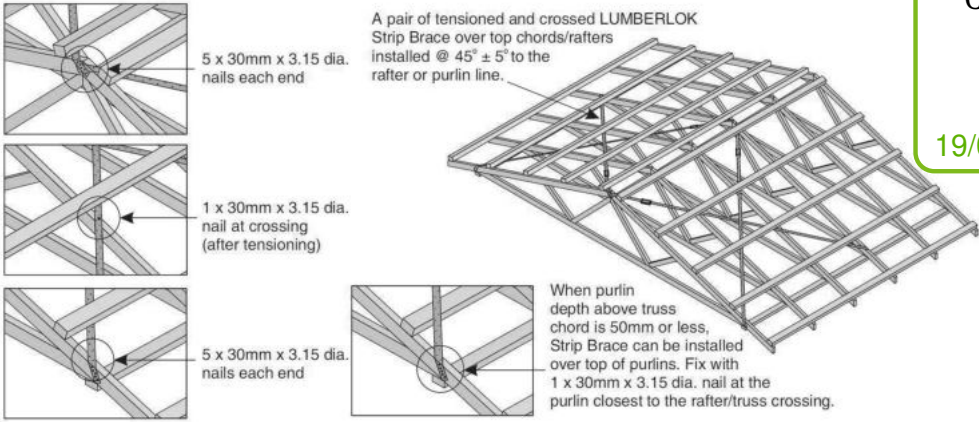 A pair of tensioned and crossed LUMBERLOK
Strip Brace over top chords/rafters
installed @ 45° ± 5° to the
rafter or purlin line.
5 x 30mm x 3.15 dia.
nails each end
1 x 30mm x 3.15 dia.
nail at crossing
(after tensioning)
5 x 30mm x 3.15 dia.
nails each end
When purlin
depth above truss
chord is 50mm or less,
Strip Brace can be installed
over top of purlins. Fix with
1 x 30mm x 3.15 dia. nail at the
purlin closest to the rafter/truss crossing.
19/